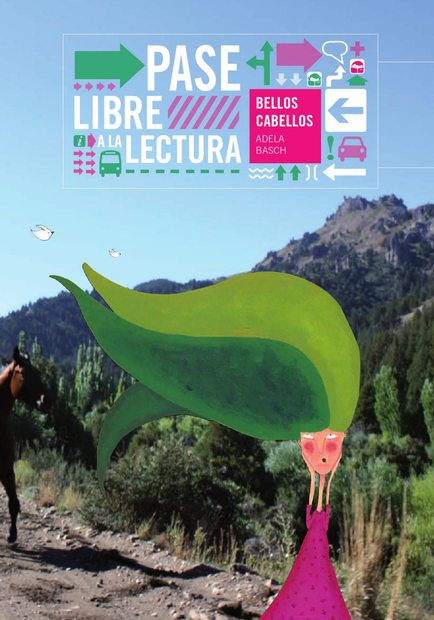 PASE
LIBRE
A LA LECTURA
BELLOS
CABELLOS
ADELA
BASCH
i